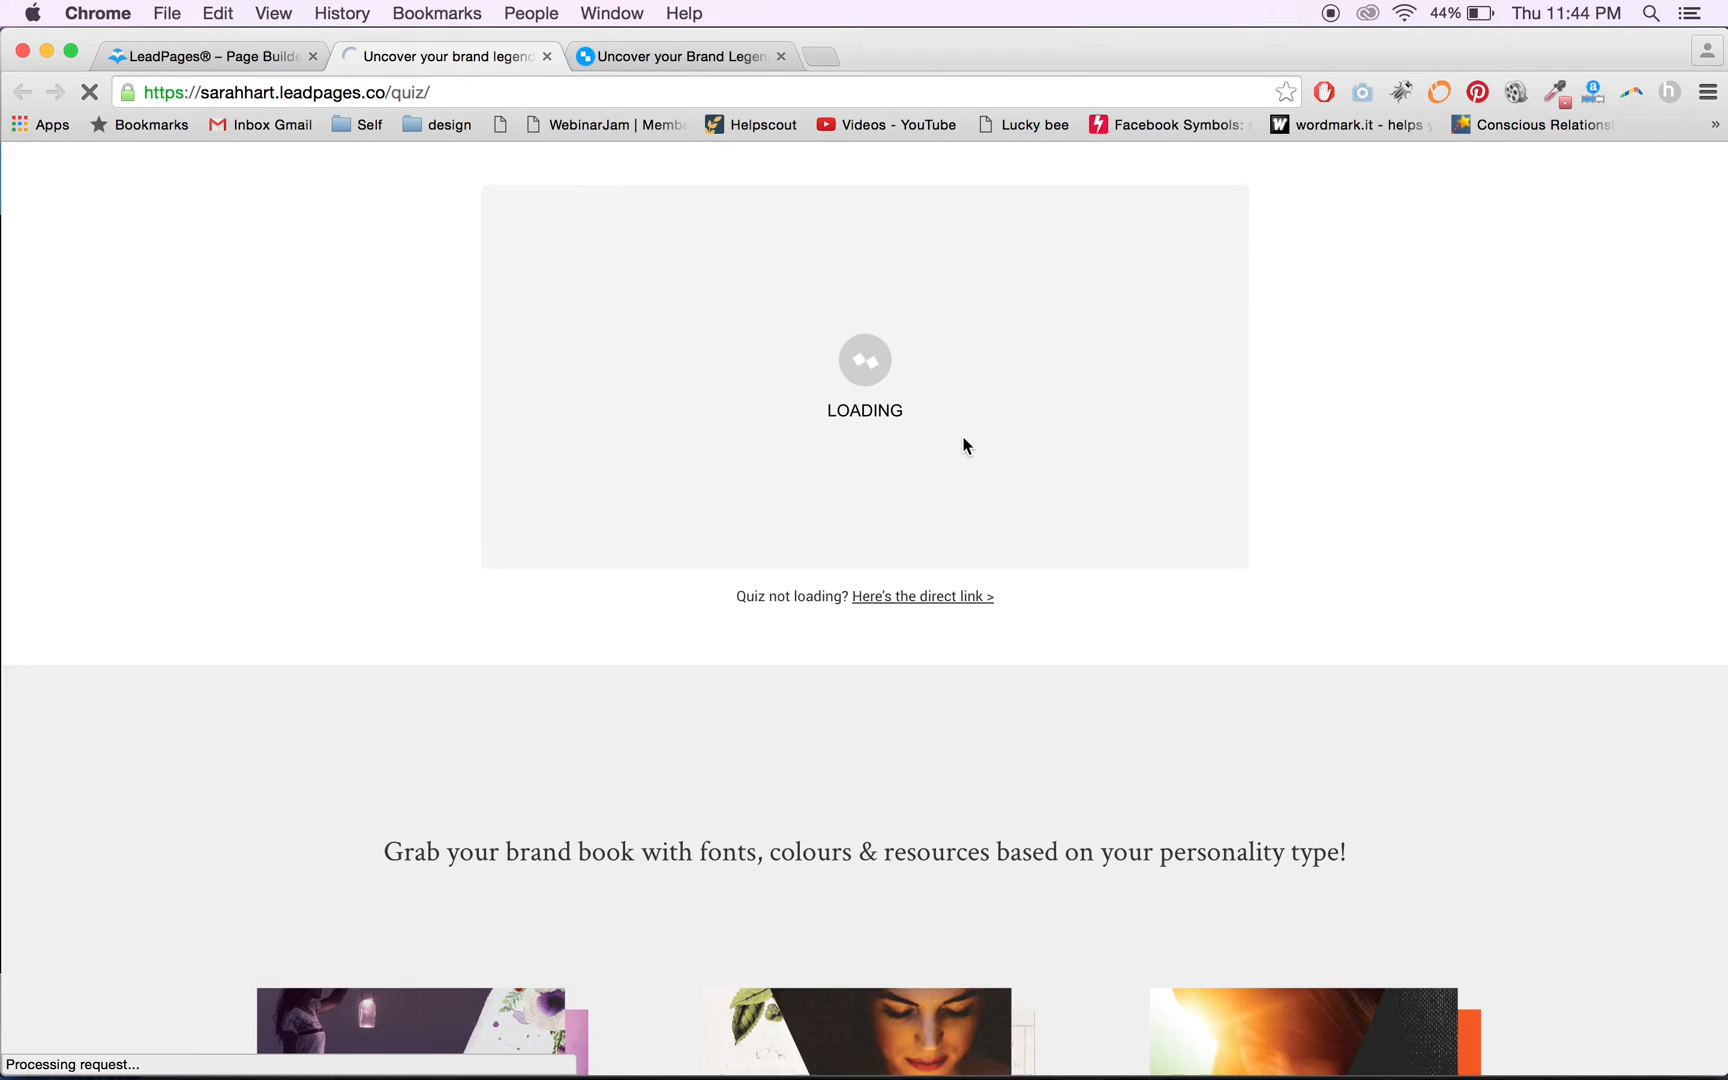 Chrome File Edit View History Bookmarks People Window Help 44% Thu 11:44 PM
LeadPages® – Page Builde Uncover your brand legend Uncover your Brand Legen
https://sarahhart.leadpages.co/quiz/
Apps Bookmarks Inbox Gmail Self design WebinarJam | Memb Helpscout Videos - YouTube Lucky bee Facebook Symbols: wordmark.it - helps y Conscious Relations »
LOADING
Quiz not loading? Here's the direct link >
Grab your brand book with fonts, colours & resources based on your personality type!
Processing request...